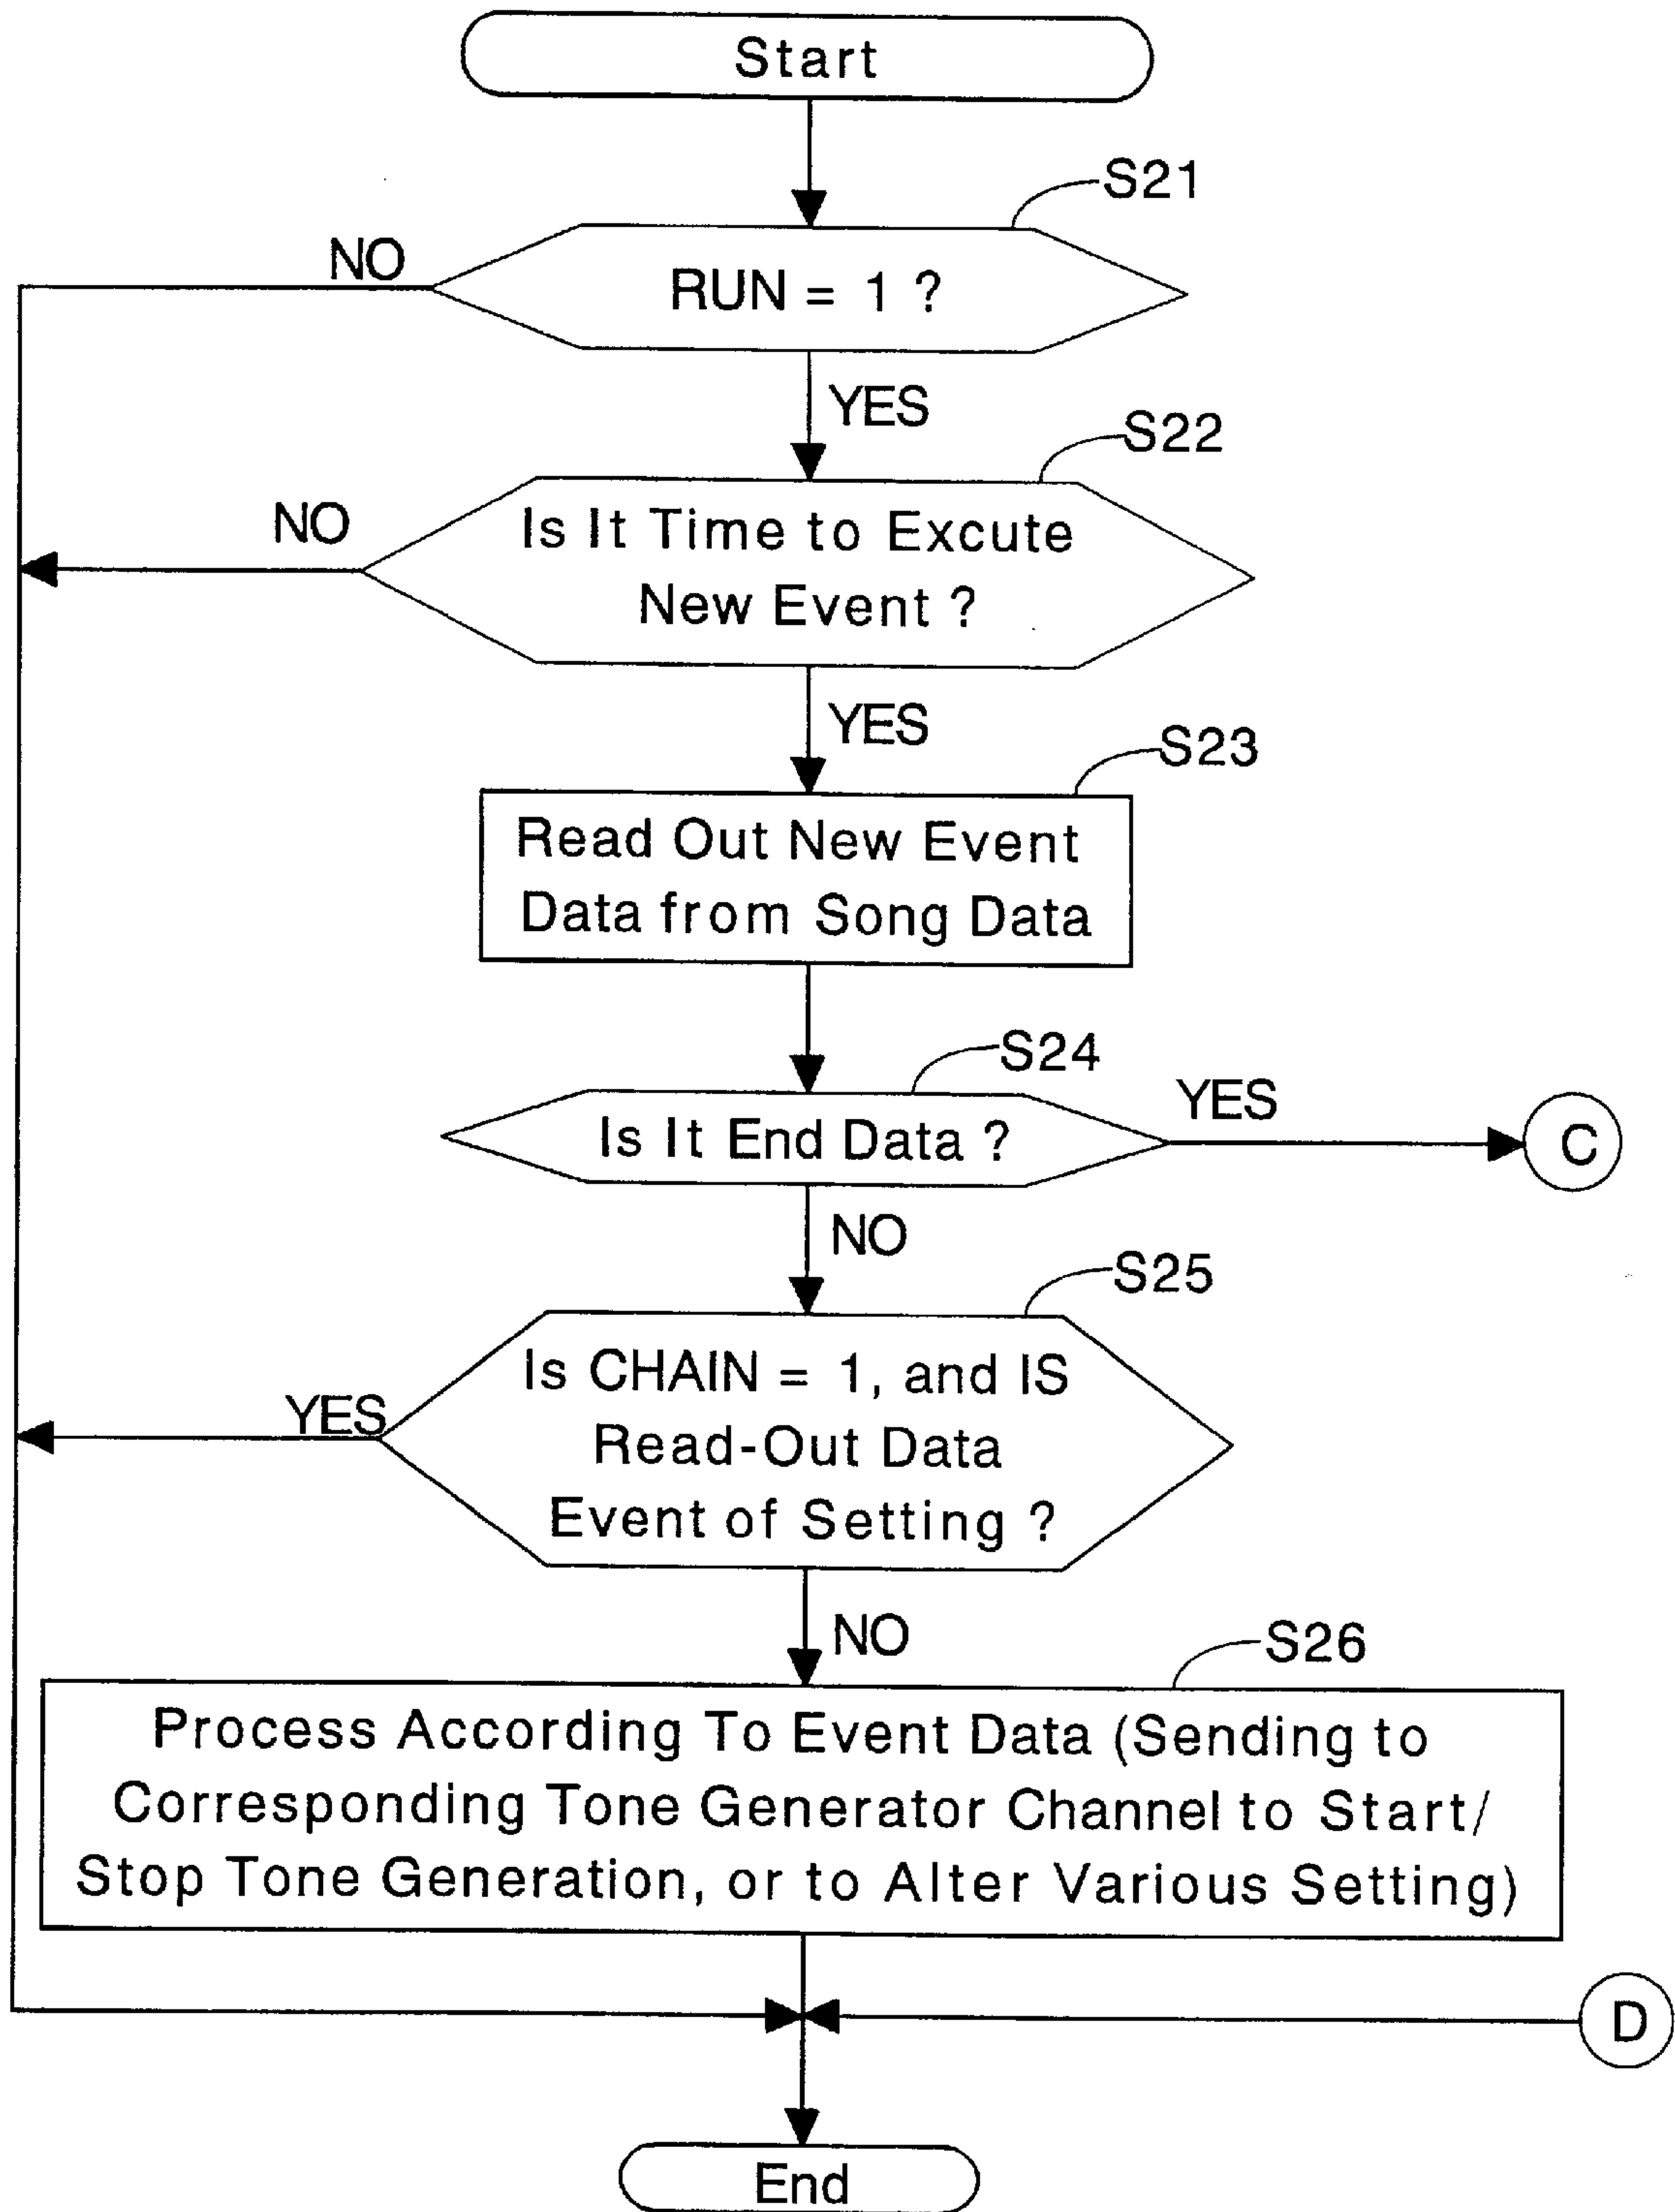 Start
S21
NO
RUN = 1 ?
YES
S22
NO
Is It Time to Excute
New Event ?
YES
S23
Read Out New Event
Data from Song Data
S24
YES
Is It End Data ?
C
NO
S25
Is CHAIN = 1, and IS
YES
Read-Out Data
Event of Setting ?
NO
S26
Process According To Event Data (Sending to
Corresponding Tone Generator Channel to Start/
Stop Tone Generation, or to Alter Various Setting)
D
End